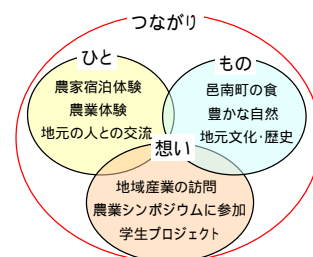 つながり
ひと
農家宿泊体験
農業体験
地元の人との交流
もの
邑南町の食
豊かな自然
地元文化・歴史
想い
地域産業の訪問
農業シンポジウムに参加
学生プロジェクト